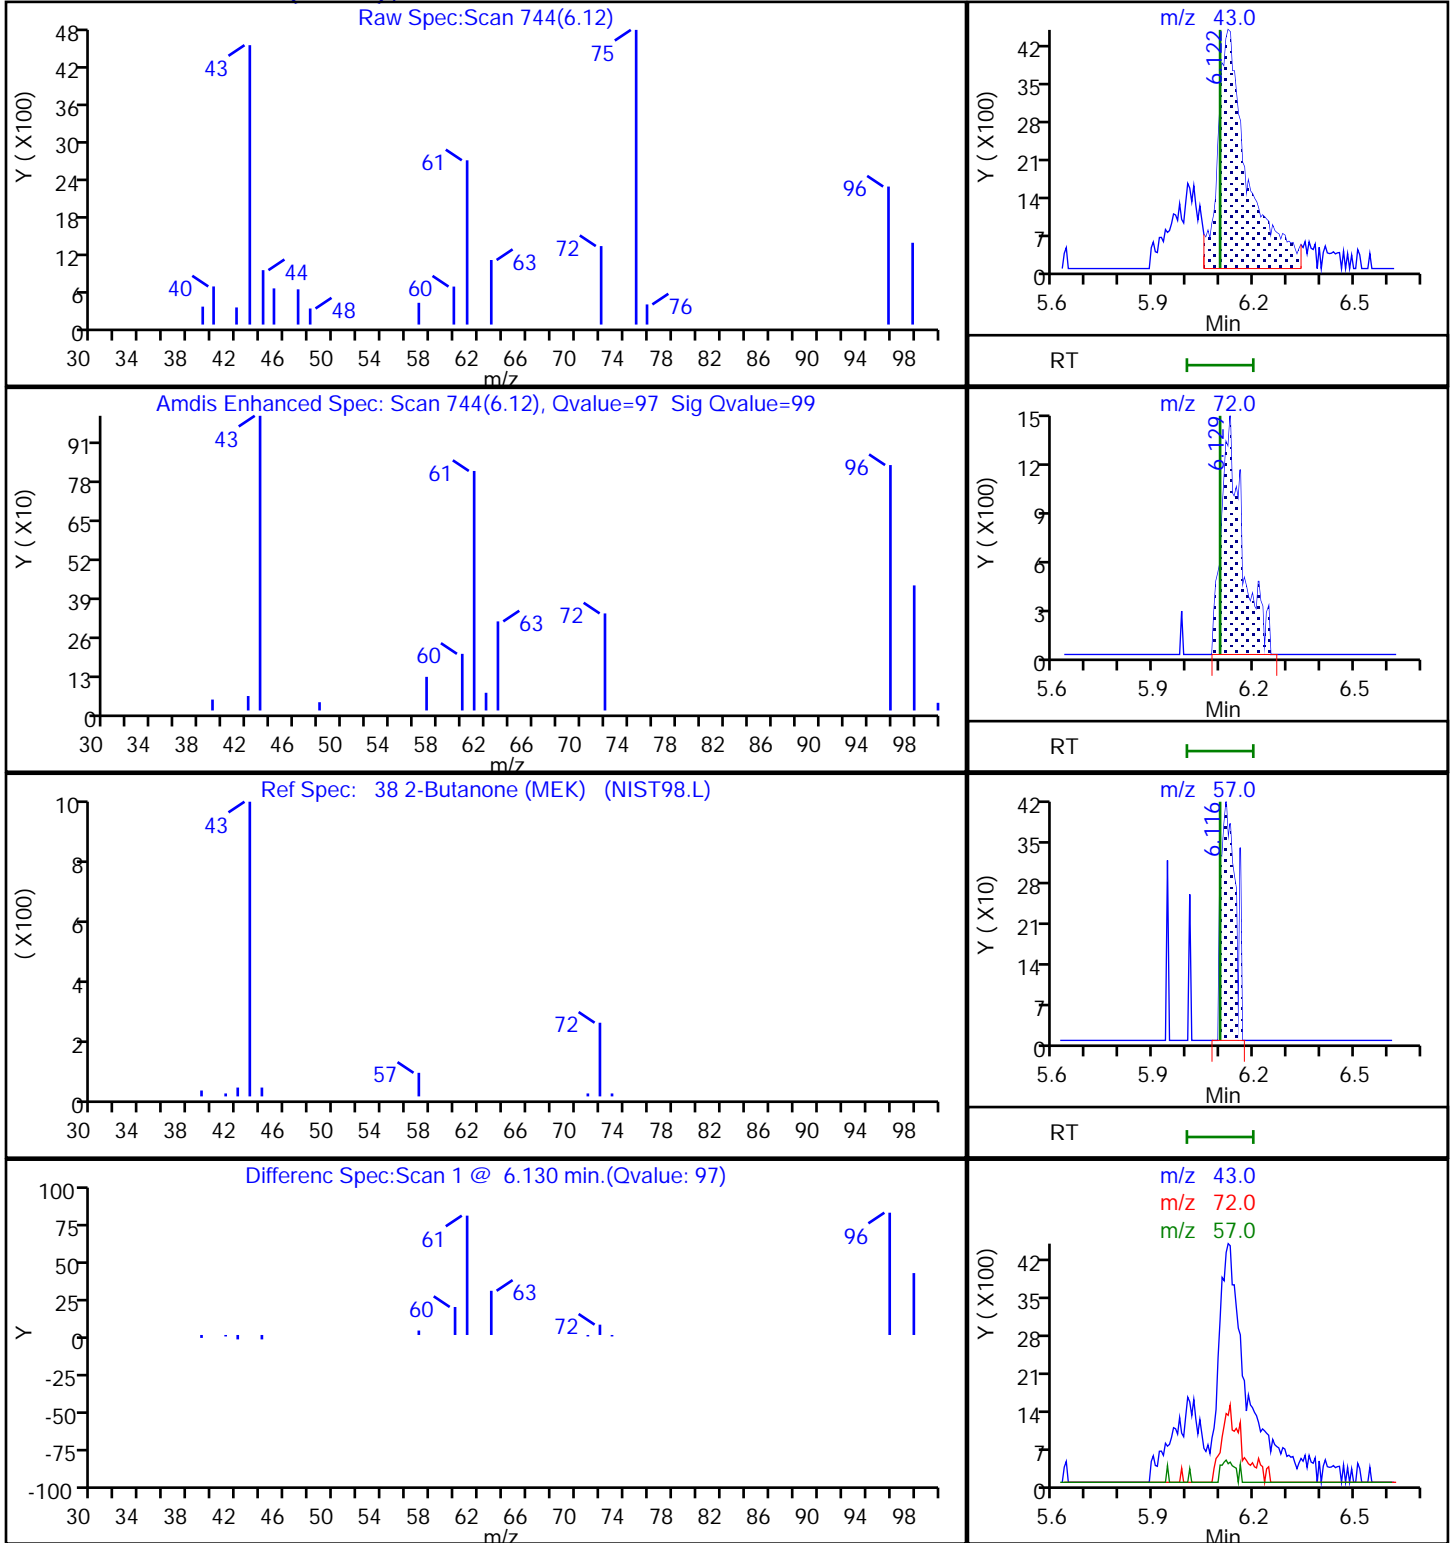 Raw Spec:Scan 744(6.12)
Y ( X100)
48
42
36
30
24
18
12
6
0
43
75
61
96
72
63
40
44
60
48
76
30 34 38 42 46 50 54 58 62 66 70 74 78 82 86 90 94 98
m/z
m/z 43.0
Y ( X100)
42
35
28
21
14
7
0
6.122
5.6 5.9 6.2 6.5
Min
RT
Amdis Enhanced Spec: Scan 744(6.12), Qvalue=97 Sig Qvalue=99
Y ( X10)
91
78
65
52
39
26
13
0
43
61
96
60
63
72
30 34 38 42 46 50 54 58 62 66 70 74 78 82 86 90 94 98
m/z
m/z 72.0
Y ( X100)
15
12
9
6
3
0
6.129
5.6 5.9 6.2 6.5
Min
RT
Ref Spec: 38 2-Butanone (MEK) (NIST98.L)
( X100)
10
8
6
4
2
0
43
57
72
30 34 38 42 46 50 54 58 62 66 70 74 78 82 86 90 94 98
m/z
m/z 57.0
Y ( X10)
42
35
28
21
14
7
0
6.116
5.6 5.9 6.2 6.5
Min
RT
Differenc Spec:Scan 1 @ 6.130 min.(Qvalue: 97)
Y
100
75
50
25
0
-25
-50
-75
-100
61
96
60
63
72
30 34 38 42 46 50 54 58 62 66 70 74 78 82 86 90 94 98
m/z
m/z 43.0
m/z 72.0
m/z 57.0
Y ( X100)
42
35
28
21
14
7
0
5.6 5.9 6.2 6.5
Min